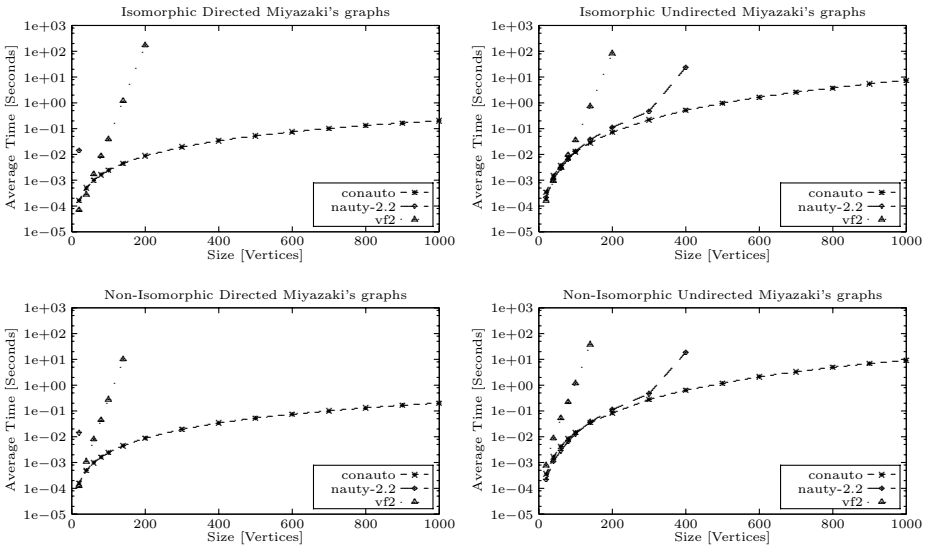 Isomorphic Directed Miyazaki's graphs
Average Time [Seconds]
1e+03
1e+02
1e+01
1e+00
1e−01
1e−02
1e−03
1e−04
1e−05
0 200 400 600 800 1000
Size [Vertices]
conauto
nauty-2.2
vf2
Isomorphic Undirected Miyazaki's graphs
Average Time [Seconds]
1e+03
1e+02
1e+01
1e+00
1e−01
1e−02
1e−03
1e−04
1e−05
0 200 400 600 800 1000
Size [Vertices]
conauto
nauty-2.2
vf2
Non-Isomorphic Directed Miyazaki's graphs
Average Time [Seconds]
1e+03
1e+02
1e+01
1e+00
1e−01
1e−02
1e−03
1e−04
1e−05
0 200 400 600 800 1000
Size [Vertices]
conauto
nauty-2.2
vf2
Non-Isomorphic Undirected Miyazaki's graphs
Average Time [Seconds]
1e+03
1e+02
1e+01
1e+00
1e−01
1e−02
1e−03
1e−04
1e−05
0 200 400 600 800 1000
Size [Vertices]
conauto
nauty-2.2
vf2